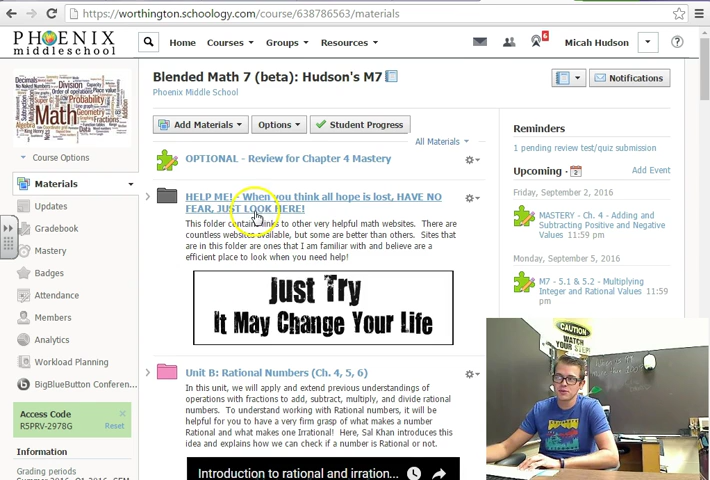 https://worthington.schoology.com/course/638786563/materials
PHOENIX
middleschool
Home
Courses
Groups
Resources
6
Micah Hudson
?
Math
Decimals
Super
Probability
Geometry
Algebra
Blended Math 7 (beta): Hudson's M7
Phoenix Middle School
Notifications
Course Options
Materials
Updates
Gradebook
Mastery
Badges
Attendance
Members
Analytics
Workload Planning
BigBlueButton Conferen...
Access Code
R5PRV-2978G
Reset
Information
Grading periods
Add Materials
Options
Student Progress
All Materials
OPTIONAL - Review for Chapter 4 Mastery
HELP ME! - When you think all hope is lost, HAVE NO
FEAR, JUST LOOK HERE!
This folder contains links to other very helpful math websites. There are
countless websites available, but some are better than others. Sites that
are in this folder are ones that I am familiar with and believe are a
efficient place to look when you need help!
Just Try
It May Change Your Life
Unit B: Rational Numbers (Ch. 4, 5, 6)
In this unit, we will apply and extend previous understandings of
operations with fractions to add, subtract, multiply, and divide rational
numbers. To understand working with Rational numbers, it will be
helpful for you to have a very firm grasp of what makes a number
Rational and what makes one Irrational! Here, Sal Khan introduces this
idea and explains how we can check if a number is Rational or not.
Introduction to rational and irration...
Reminders
1 pending review test/quiz submission
Upcoming
2
Add Event
Friday, September 2, 2016
MASTERY - Ch. 4 - Adding and
Subtracting Positive and Negative
Values
11:59 pm
Monday, September 5, 2016
M7 - 5.1 & 5.2 - Multiplying
Integer and Rational Values
11:59
pm
CAUTION
WATCH
YOUR STEP